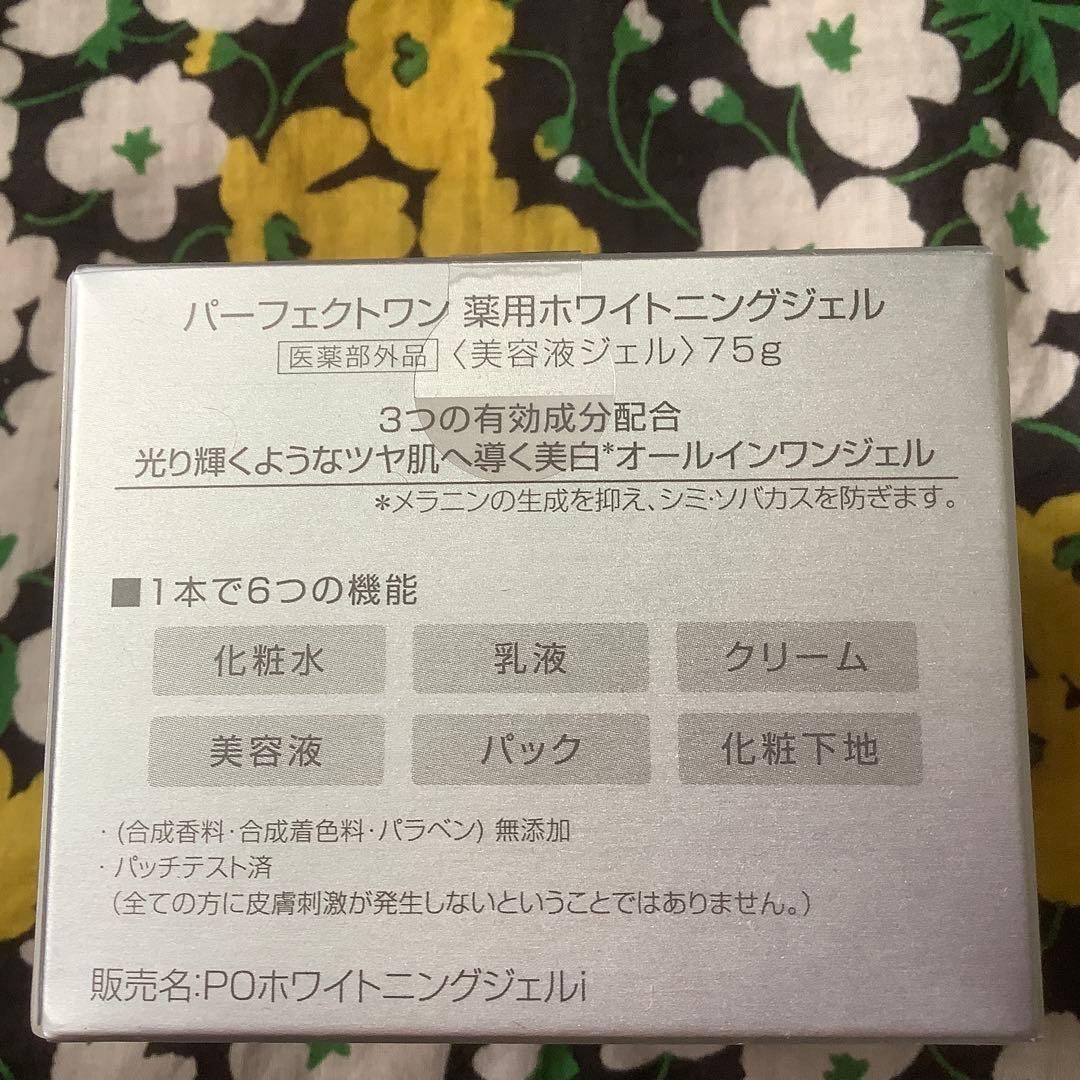 パーフェクトワン 薬用ホワイトニングジェル
医薬部外品 〈美容液ジェル〉75g
3つの有効成分配合
光り輝くようなツヤ肌へ導く美白*オールインワンジェル
*メラニンの生成を抑え、シミ・ソバカスを防ぎます。
■1本で6つの機能
化粧水 乳液 クリーム
美容液 パック 化粧下地
・(合成香料・合成着色料・パラベン) 無添加
・パッチテスト済
(全ての方に皮膚刺激が発生しないということではありません。)
販売名:POホワイトニングジェルi